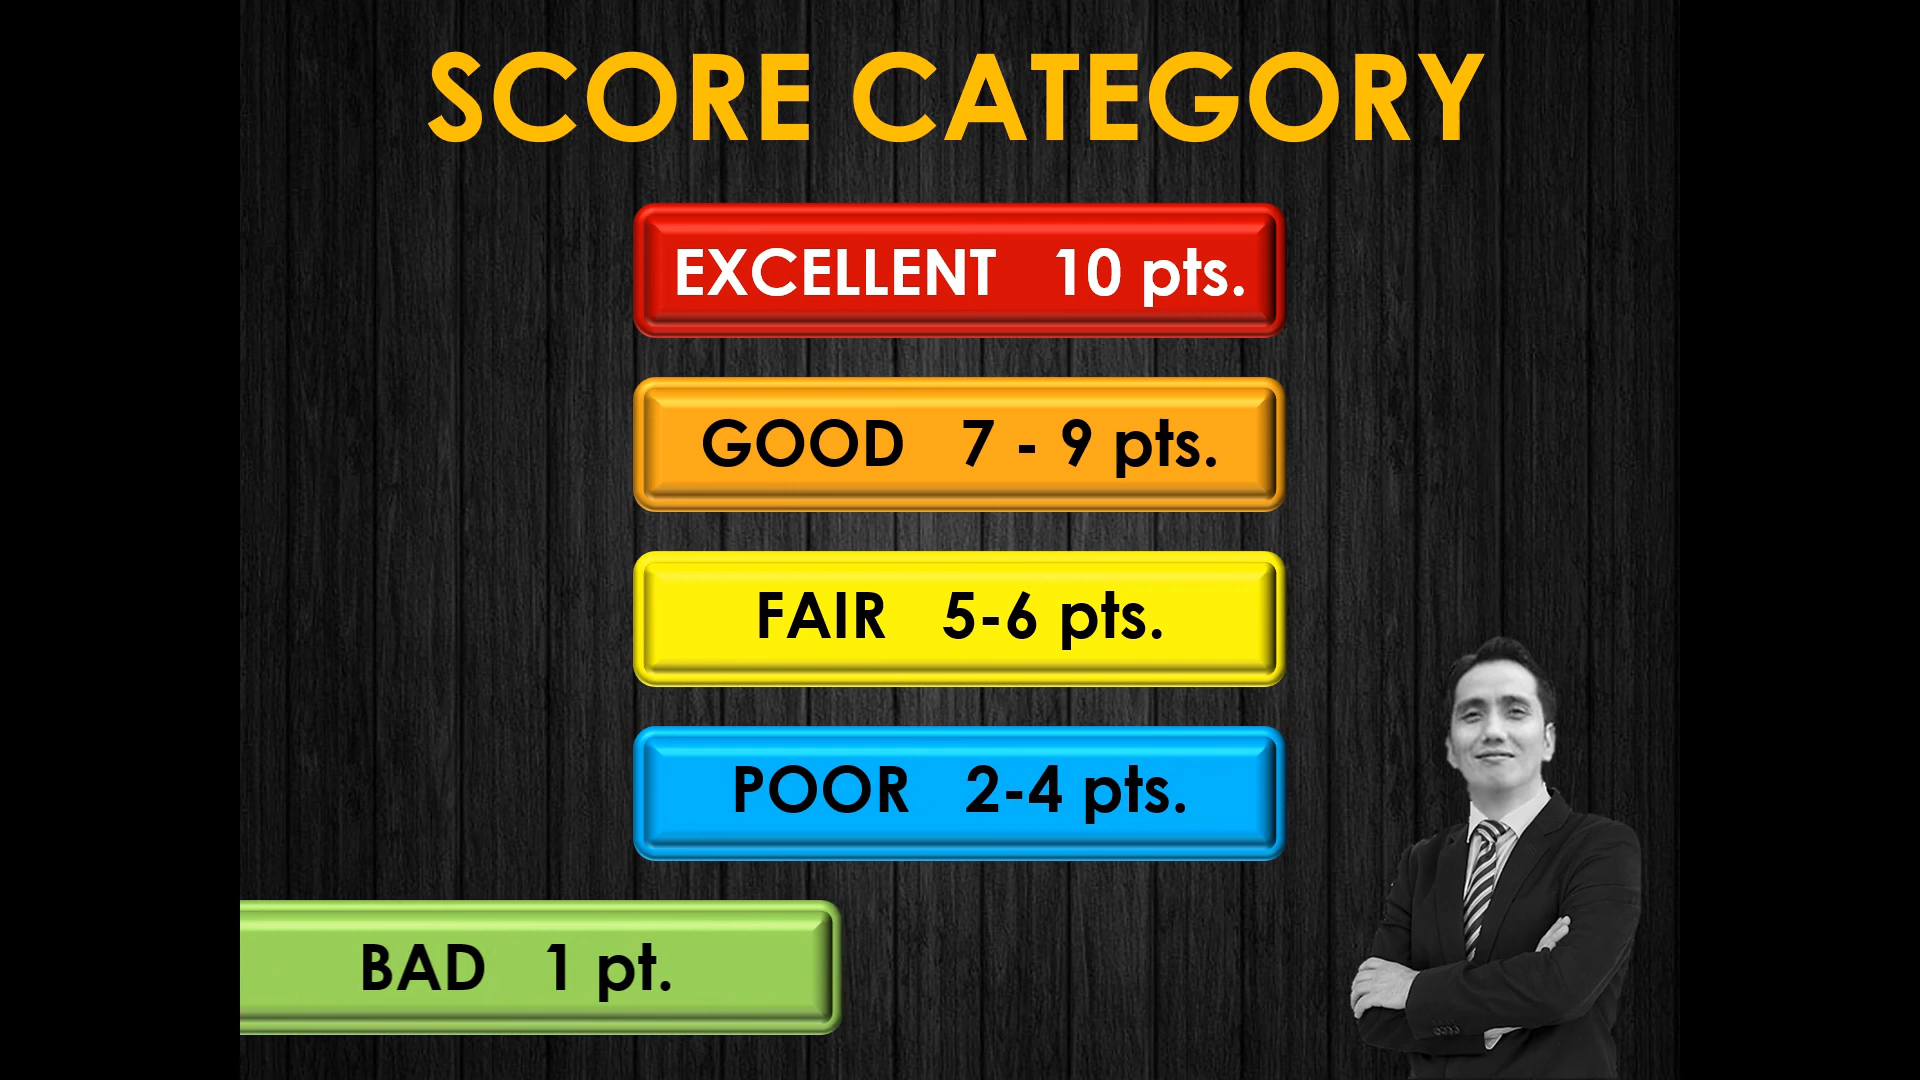 SCORE CATEGORY
EXCELLENT 10 pts.
GOOD 7 - 9 pts.
FAIR 5-6 pts.
POOR 2-4 pts.
BAD 1 pt.